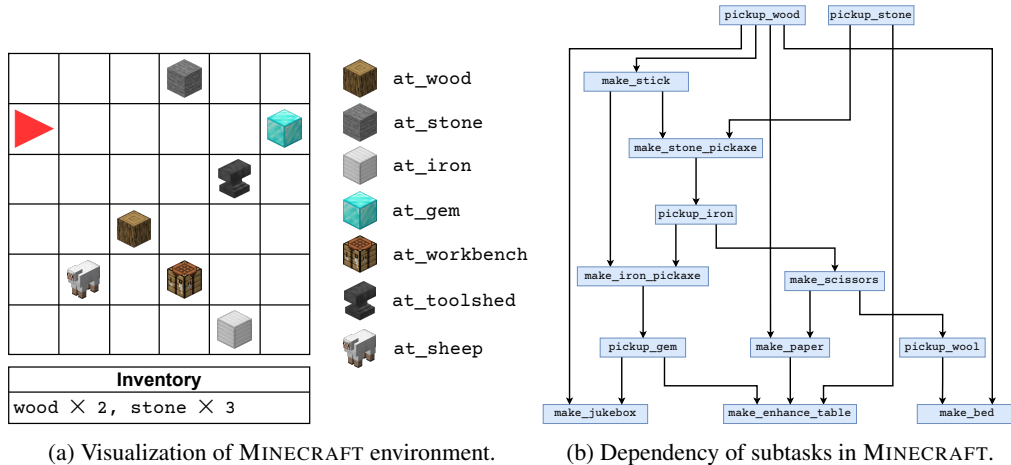 at_wood
at_stone
at_iron
at_gem
at_workbench
at_toolshed
at_sheep
Inventory
wood × 2, stone × 3
(a) Visualization of MINECRAFT environment.
pickup_wood
pickup_stone
make_stick
make_stone_pickaxe
pickup_iron
make_iron_pickaxe
make_scissors
pickup_gem
make_paper
pickup_wool
make_jukebox
make_enhance_table
make_bed
(b) Dependency of subtasks in MINECRAFT.